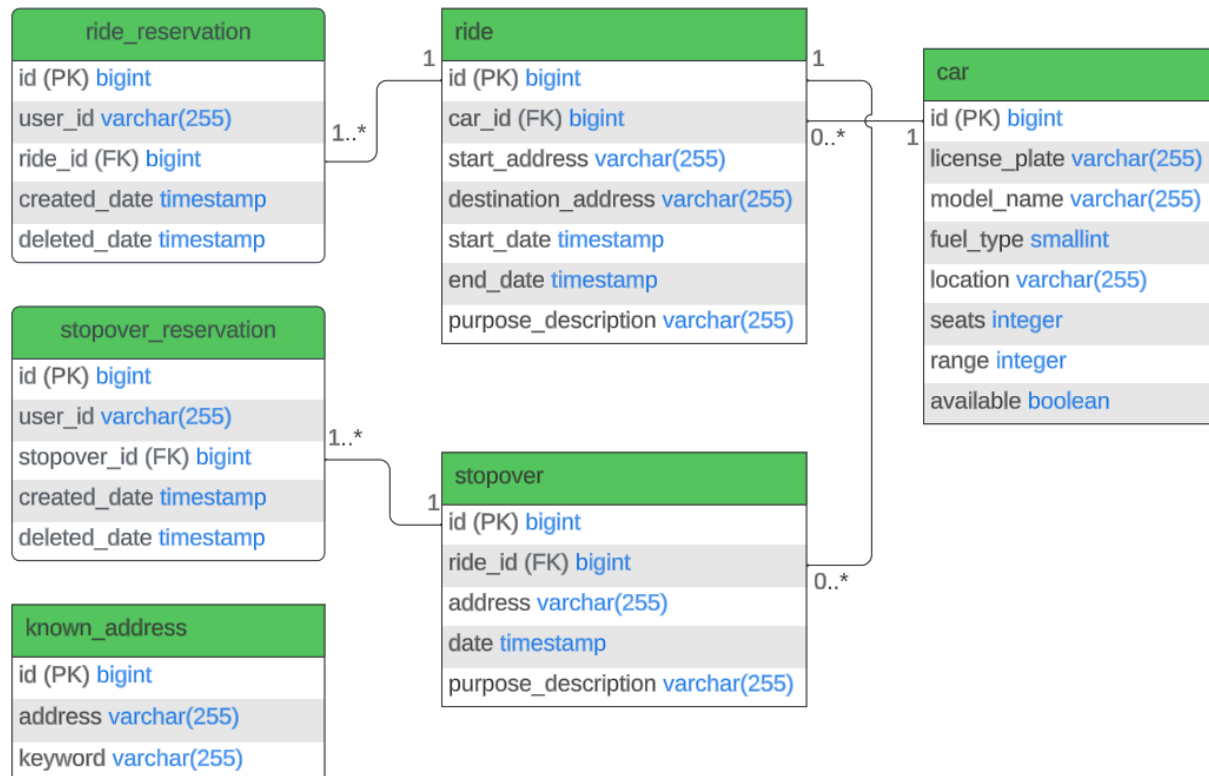 ride_reservation
id (PK) bigint
user_id varchar(255)
ride_id (FK) bigint
created_date timestamp
deleted_date timestamp
1..*
1
ride
id (PK) bigint
car_id (FK) bigint
start_address varchar(255)
destination_address varchar(255)
start_date timestamp
end_date timestamp
purpose_description varchar(255)
1
0..*
1
car
id (PK) bigint
license_plate varchar(255)
model_name varchar(255)
fuel_type smallint
location varchar(255)
seats integer
range integer
available boolean
stopover_reservation
id (PK) bigint
user_id varchar(255)
stopover_id (FK) bigint
created_date timestamp
deleted_date timestamp
1..*
1
stopover
id (PK) bigint
ride_id (FK) bigint
address varchar(255)
date timestamp
purpose_description varchar(255)
0..*
known_address
id (PK) bigint
address varchar(255)
keyword varchar(255)